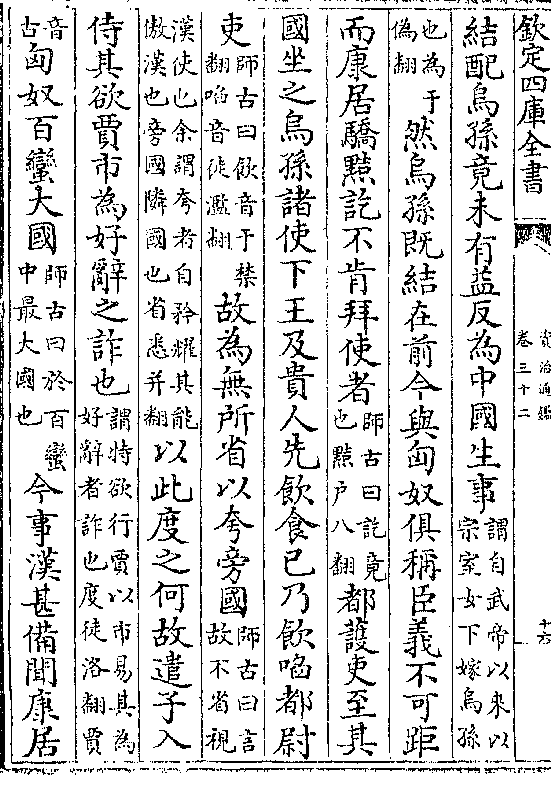 欽定四庫全書
資治通鑑
卷三十二
十六
結配烏孫竟未有益反為中國生事謂自武帝以來以宗室女下嫁烏孫
也為于偽翻然烏孫既結在前今與匈奴俱稱臣義不可距
而康居驕黠訖不肯拜使者師古曰訖竟也黠戶八翻都護吏至其
國坐之烏孫諸使下王及貴人先飲食已乃飲啗都尉
吏師古曰飲音于禁翻啗音徒濫翻故為無所省以夸旁國師古曰言故不省視
漢使也余謂夸者自矜耀其能傲漢也旁國隣國也省悉井翻以此度之何故遣子入
侍其欲賈市為好辭之詐也謂特欲行賈以市易其為好辭者詐也度徒洛翻賈
音古匈奴百蠻大國師古曰於百蠻中最大國也今事漢甚備聞康居